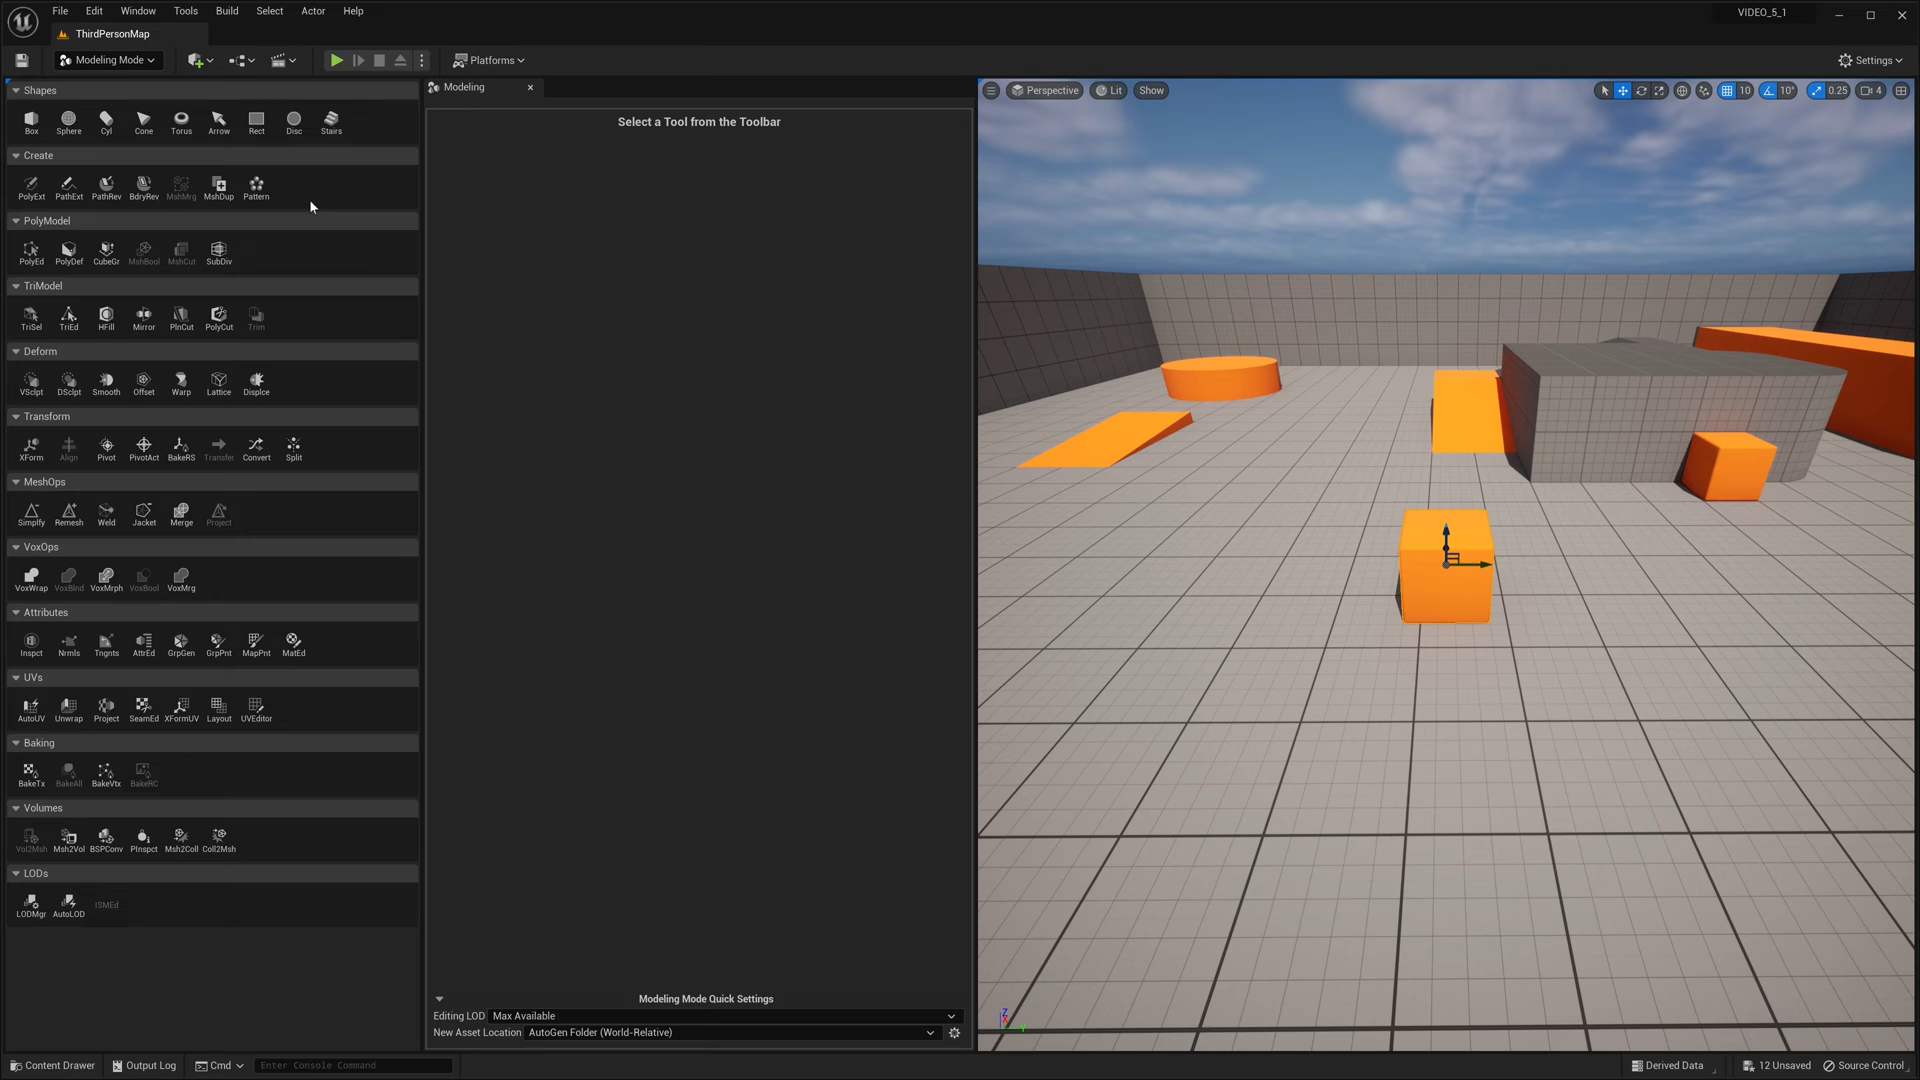 File Edit Window Tools Build Select Actor Help
VIDEO_5_1
ThirdPersonMap
Modeling Mode
Platforms
Settings
Shapes
Box Sphere Cyl Cone Torus Arrow Rect Disc Stairs
Create
PolyExt PathExt PathRev BdryRev MshMrg MshDup Pattern
PolyModel
PolyEd PolyDef CubeGr MshBool MshCut SubDiv
TriModel
TriSel TriEd HFill Mirror PlnCut PolyCut Trim
Deform
VSclpt DSclpt Smooth Offset Warp Lattice Displce
Transform
XForm Align Pivot PivotAct BakeRS Transfer Convert Split
MeshOps
Simplfy Remesh Weld Jacket Merge Project
VoxOps
VoxWrap VoxBlnd VoxMrph VoxBool VoxMrg
Attributes
Inspct Nrmls Tngnts AttrEd GrpGen GrpPnt MapPnt MatEd
UVs
AutoUV Unwrap Project SeamEd XFormUV Layout UVEditor
Baking
BakeTx BakeAll BakeVtx BakeRC
Volumes
Vol2Msh Msh2Vol BSPConv PInspct Msh2Coll Coll2Msh
LODs
LODMgr AutoLOD ISMEd
Modeling
Select a Tool from the Toolbar
Modeling Mode Quick Settings
Editing LOD Max Available
New Asset Location AutoGen Folder (World-Relative)
Perspective Lit Show
10 10° 0.25 4
Z
X
Y
Content Drawer Output Log Cmd Enter Console Command
Derived Data 12 Unsaved Source Control